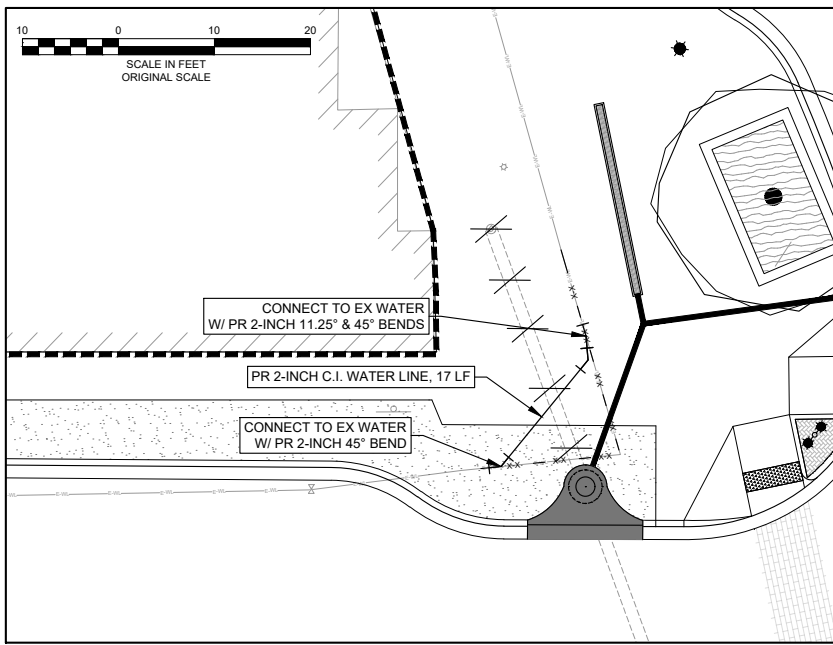 10 0 10 20
SCALE IN FEET
ORIGINAL SCALE
CONNECT TO EX WATER
W/ PR 2-INCH 11.25° & 45° BENDS
PR 2-INCH C.I. WATER LINE, 17 LF
CONNECT TO EX WATER
W/ PR 2-INCH 45° BEND